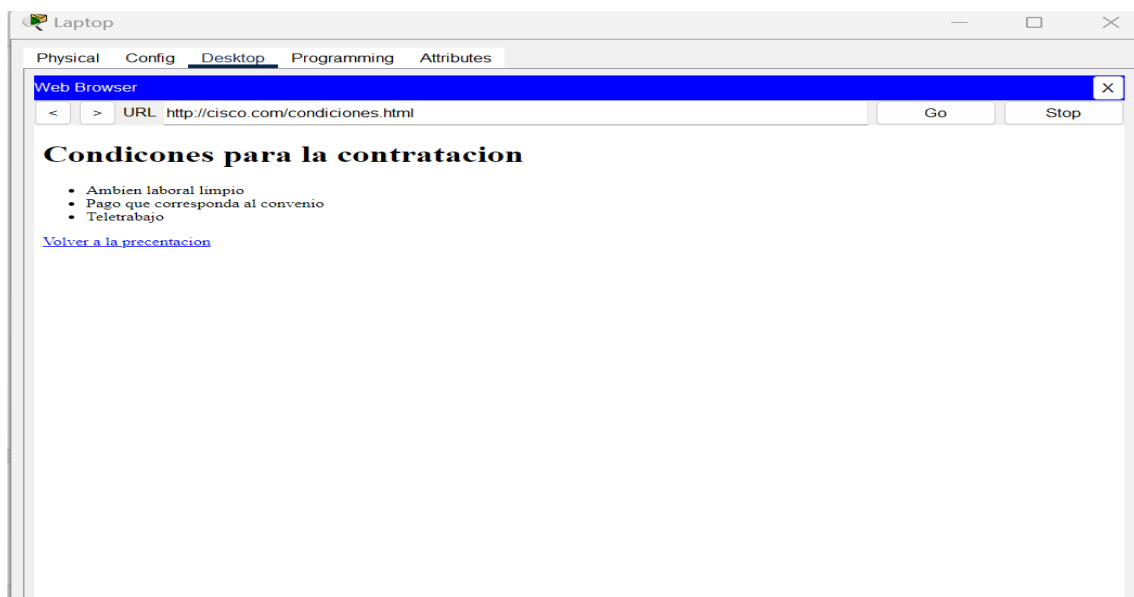 Laptop
Physical Config Desktop Programming Attributes
Web Browser
< > URL http://cisco.com/condiciones.html Go Stop
Condicones para la contratacion
• Ambien laboral limpio
• Pago que corresponda al convenio
• Teletrabajo
Volver a la precentacion